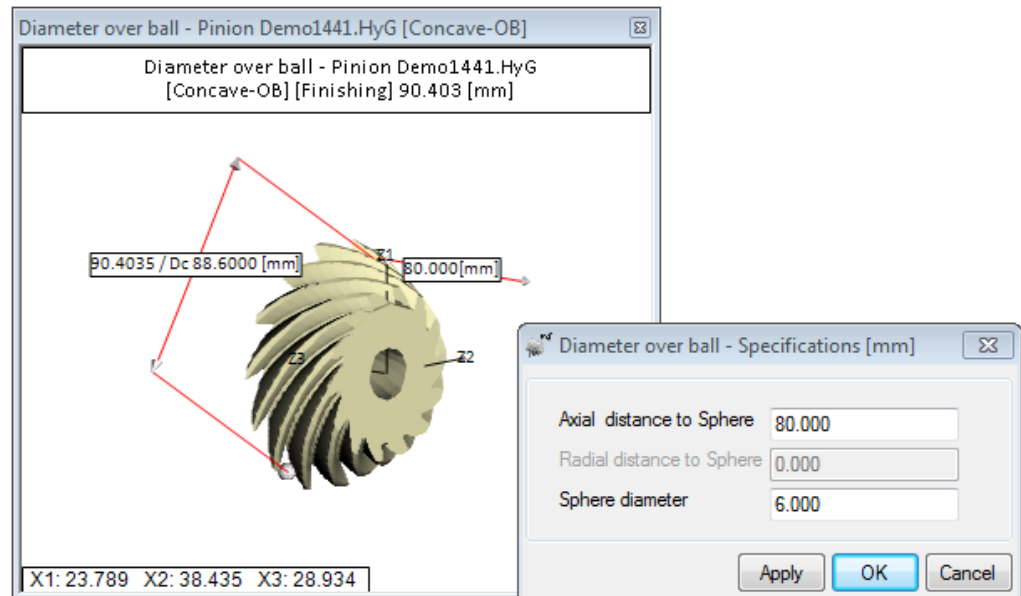 Diameter over ball - Pinion Demo1441.HyG [Concave-OB]
Diameter over ball - Pinion Demo1441.HyG
[Concave-OB] [Finishing] 90.403 [mm]
Z1
90.4035 / Dc 88.6000 [mm]
80.000[mm]
Z3
Z2
X1: 23.789 X2: 38.435 X3: 28.934
Diameter over ball - Specifications [mm]
Axial distance to Sphere 80.000
Radial distance to Sphere 0.000
Sphere diameter 6.000
Apply OK Cancel